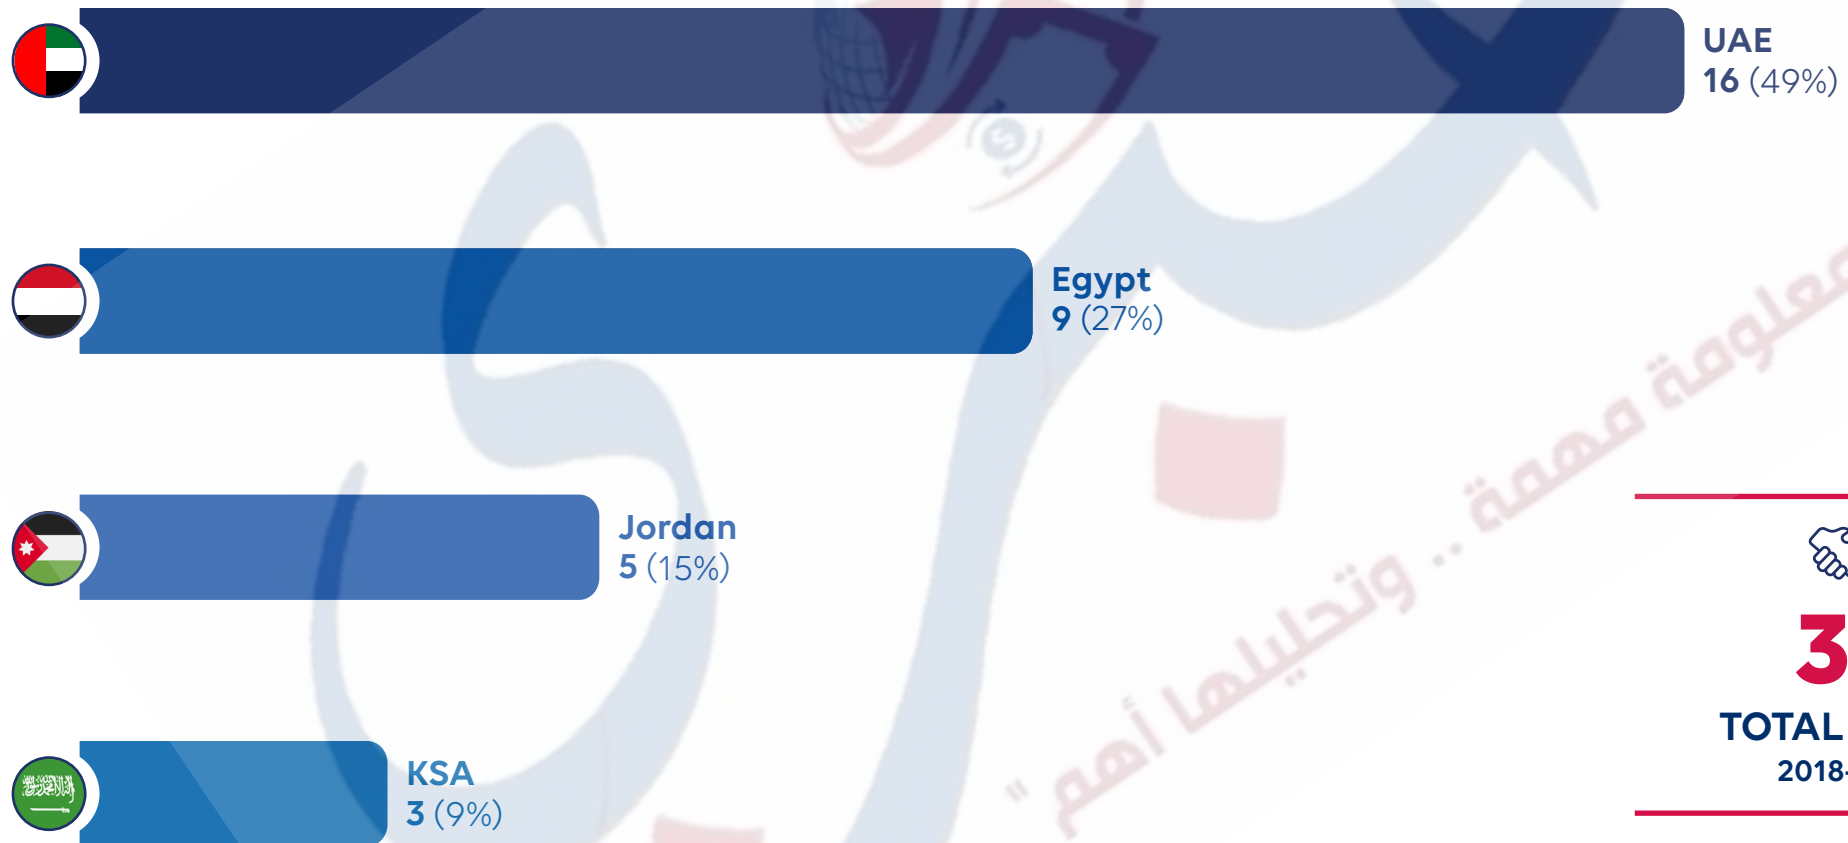 UAE
16 (49%)
Egypt
9 (27%)
Jordan
5 (15%)
KSA
3 (9%)
3
TOTAL
2018-
معلومة مهمة .. وتحليلها أهم "